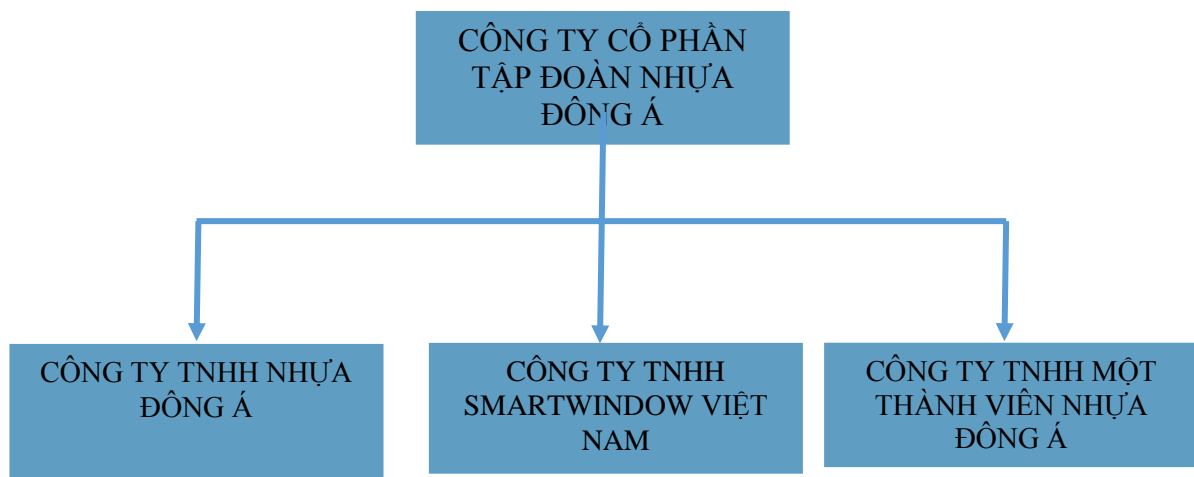 CÔNG TY CỔ PHẦN
TẬP ĐOÀN NHỰA
ĐÔNG Á
CÔNG TY TNHH NHỰA
ĐÔNG Á
CÔNG TY TNHH
SMARTWINDOW VIỆT
NAM
CÔNG TY TNHH MỘT
THÀNH VIÊN NHỰA
ĐÔNG Á